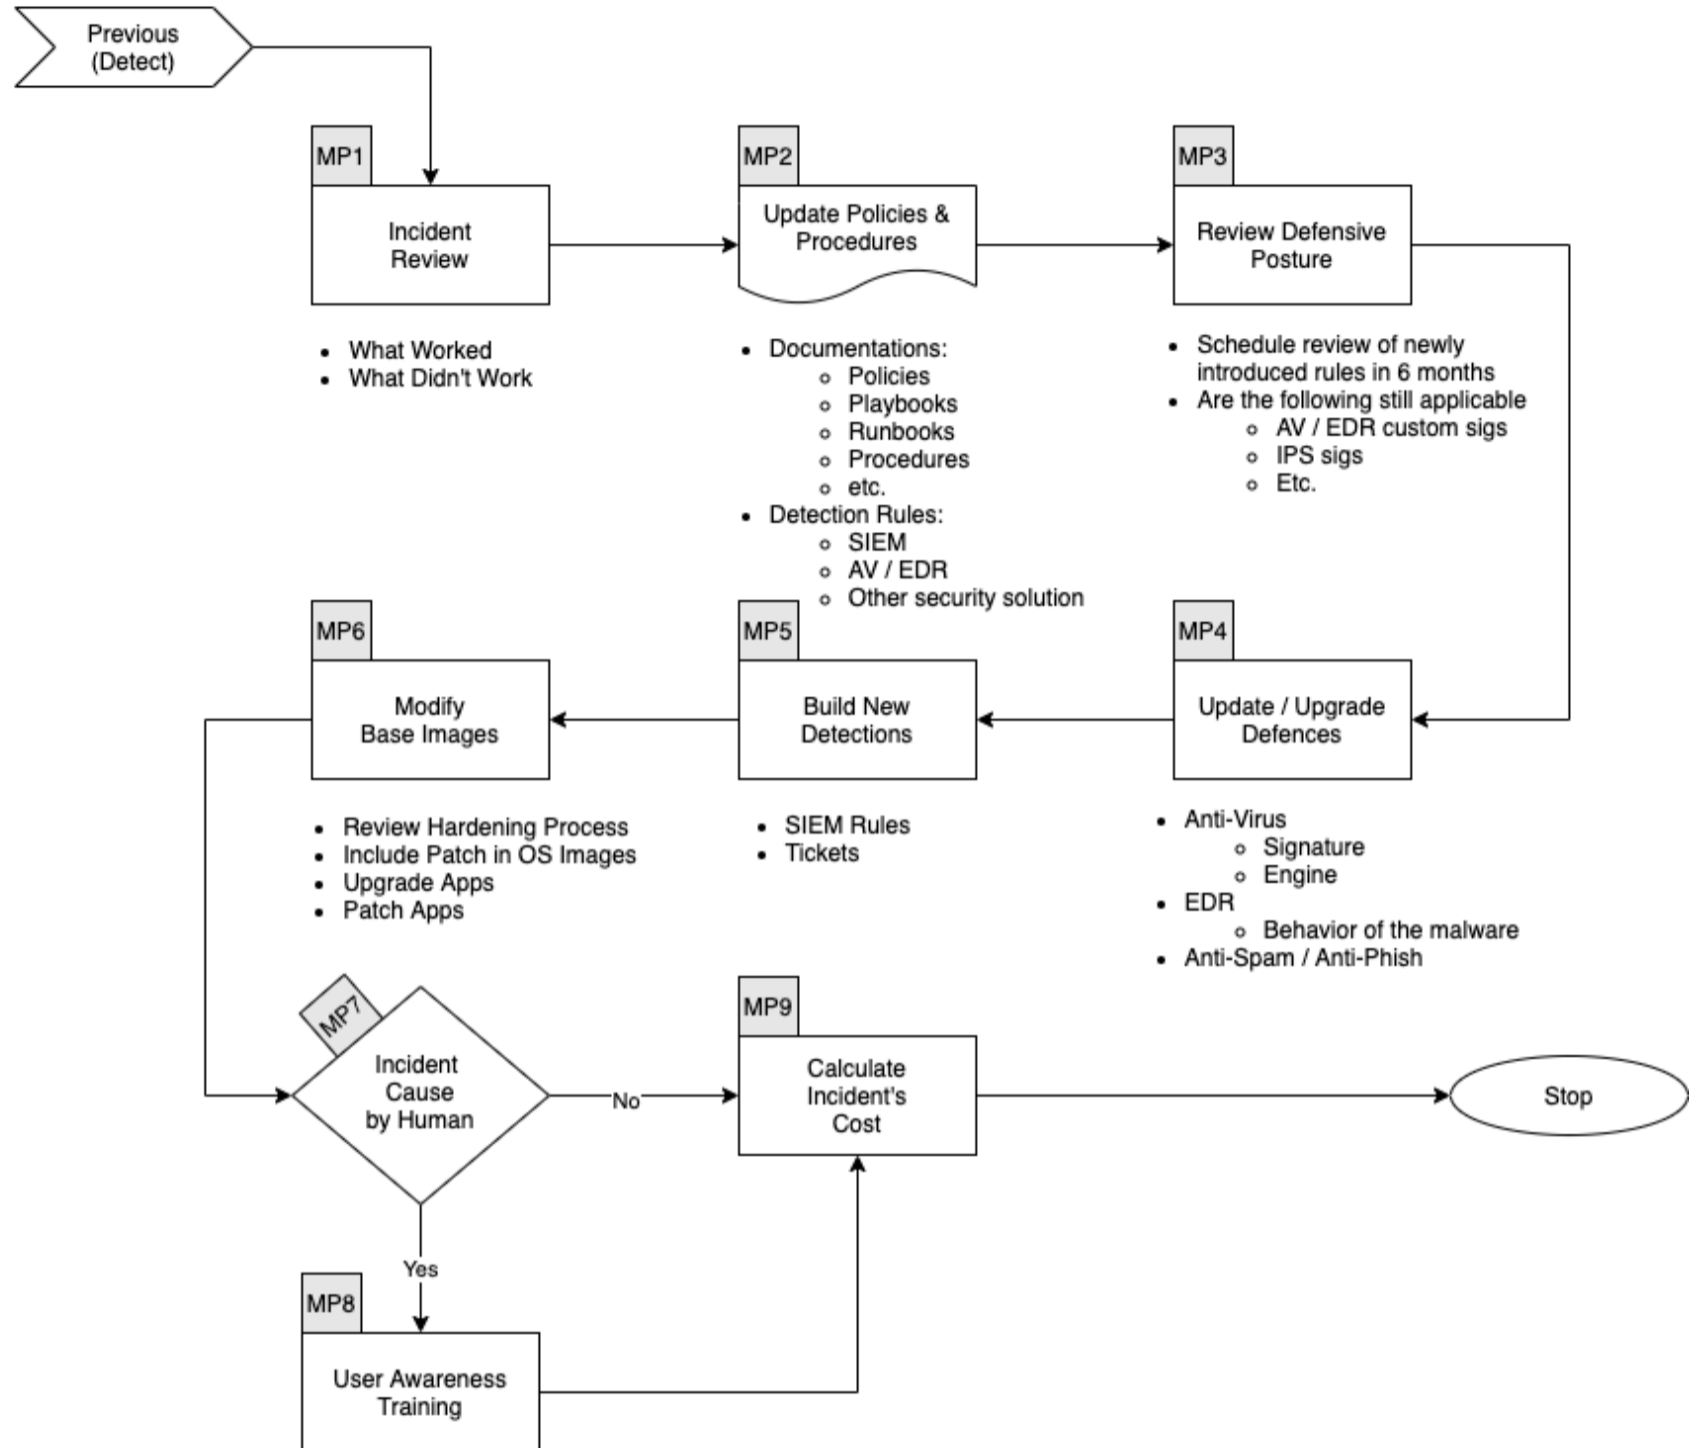 Previous
(Detect)
MP1
Incident
Review
• What Worked
• What Didn't Work
MP2
Update Policies &
Procedures
• Documentations:
○ Policies
○ Playbooks
○ Runbooks
○ Procedures
○ etc.
• Detection Rules:
○ SIEM
○ AV / EDR
○ Other security solution
MP3
Review Defensive
Posture
• Schedule review of newly
introduced rules in 6 months
• Are the following still applicable
○ AV / EDR custom sigs
○ IPS sigs
○ Etc.
MP4
Update / Upgrade
Defences
• Anti-Virus
○ Signature
○ Engine
• EDR
○ Behavior of the malware
• Anti-Spam / Anti-Phish
MP5
Build New
Detections
• SIEM Rules
• Tickets
MP6
Modify
Base Images
• Review Hardening Process
• Include Patch in OS Images
• Upgrade Apps
• Patch Apps
MP7
Incident
Cause
by Human
No
Yes
MP8
User Awareness
Training
MP9
Calculate
Incident's
Cost
Stop